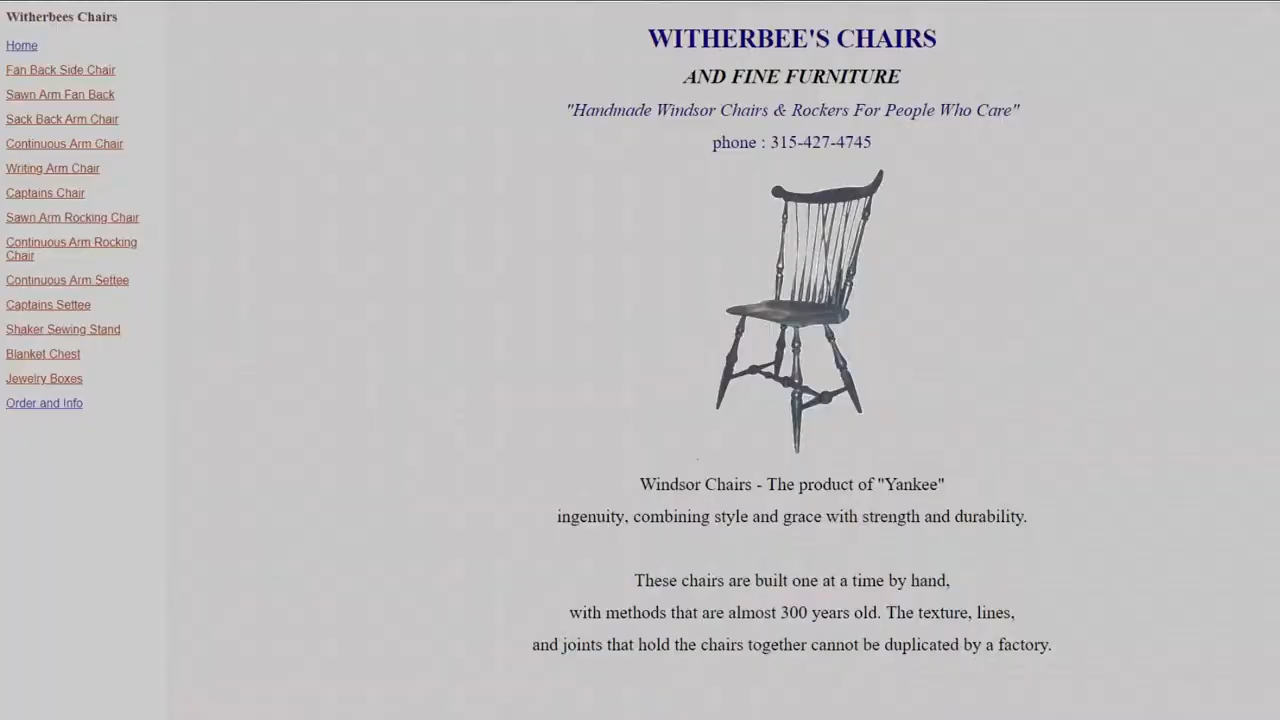 Witherbees Chairs
Home
Fan Back Side Chair
Sawn Arm Fan Back
Sack Back Arm Chair
Continuous Arm Chair
Writing Arm Chair
Captains Chair
Sawn Arm Rocking Chair
Continuous Arm Rocking
Chair
Continuous Arm Settee
Captains Settee
Shaker Sewing Stand
Blanket Chest
Jewelry Boxes
Order and Info
WITHERBEE'S CHAIRS
AND FINE FURNITURE
"Handmade Windsor Chairs & Rockers For People Who Care"
phone : 315-427-4745
Windsor Chairs - The product of "Yankee"
ingenuity, combining style and grace with strength and durability.
These chairs are built one at a time by hand,
with methods that are almost 300 years old. The texture, lines,
and joints that hold the chairs together cannot be duplicated by a factory.